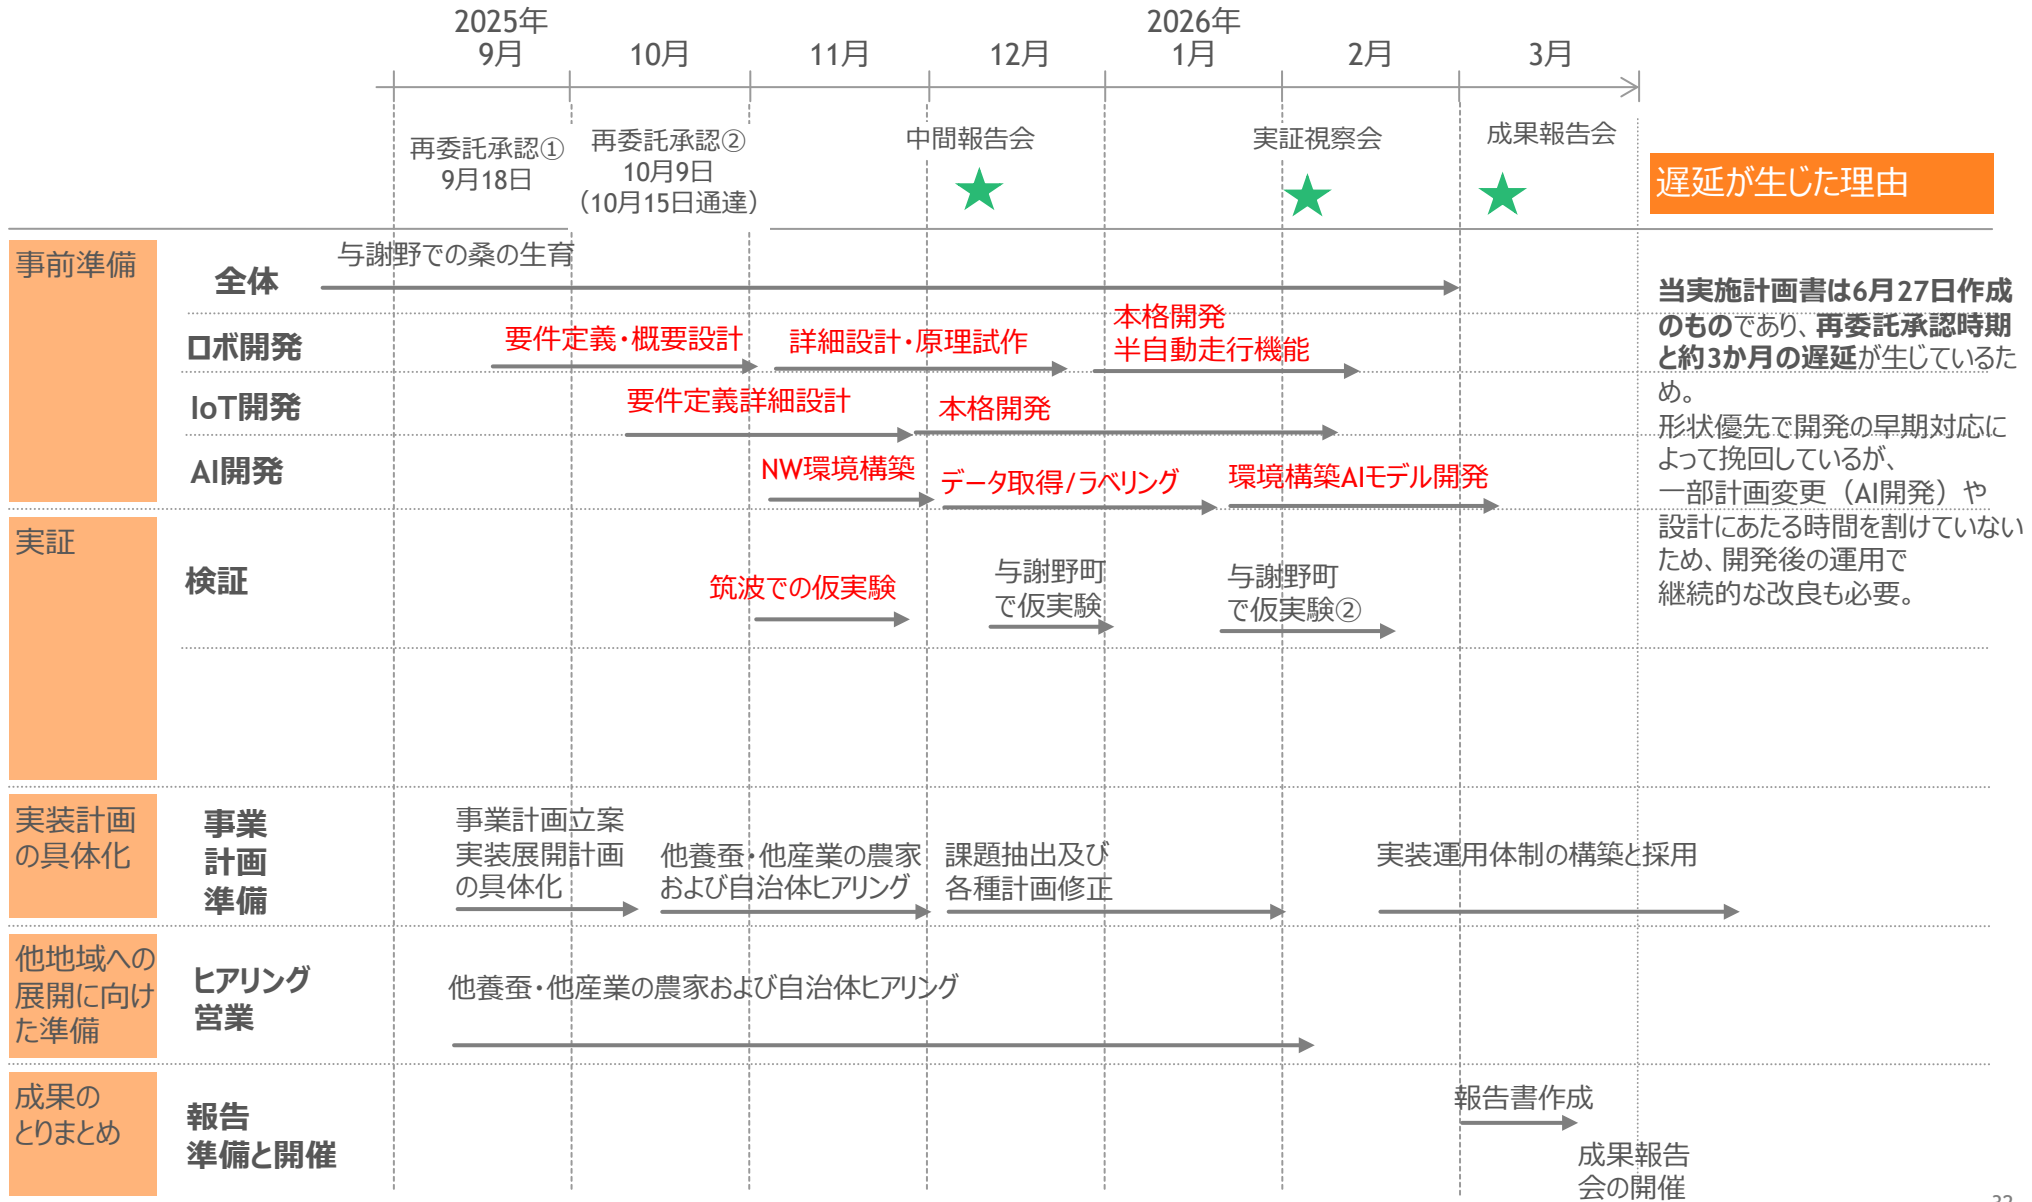 2025年
9月
10月
11月
12月
2026年
1月
2月
3月
再委託承認①
9月18日
再委託承認②
10月9日
（10月15日通達）
中間報告会
実証視察会
成果報告会
遅延が生じた理由
事前準備
全体
与謝野での桑の生育
ロボ開発
要件定義・概要設計
詳細設計・原理試作
本格開発
半自動走行機能
IoT開発
要件定義詳細設計
本格開発
AI開発
NW環境構築
データ取得/ラベリング
環境構築AIモデル開発
当実施計画書は6月27日作成
のものであり、再委託承認時期
と約3か月の遅延が生じているた
め。
形状優先で開発の早期対応に
よって挽回しているが、
一部計画変更（AI開発）や
設計にあたる時間を割けていない
ため、開発後の運用で
継続的な改良も必要。
実証
検証
筑波での仮実験
与謝野町
で仮実験
与謝野町
で仮実験②
実装計画
の具体化
事業
計画
準備
事業計画立案
実装展開計画
の具体化
他養蚕・他産業の農家
および自治体ヒアリング
課題抽出及び
各種計画修正
実装運用体制の構築と採用
他地域への
展開に向け
た準備
ヒアリング
営業
他養蚕・他産業の農家および自治体ヒアリング
成果の
とりまとめ
報告
準備と開催
報告書作成
成果報告
会の開催
32